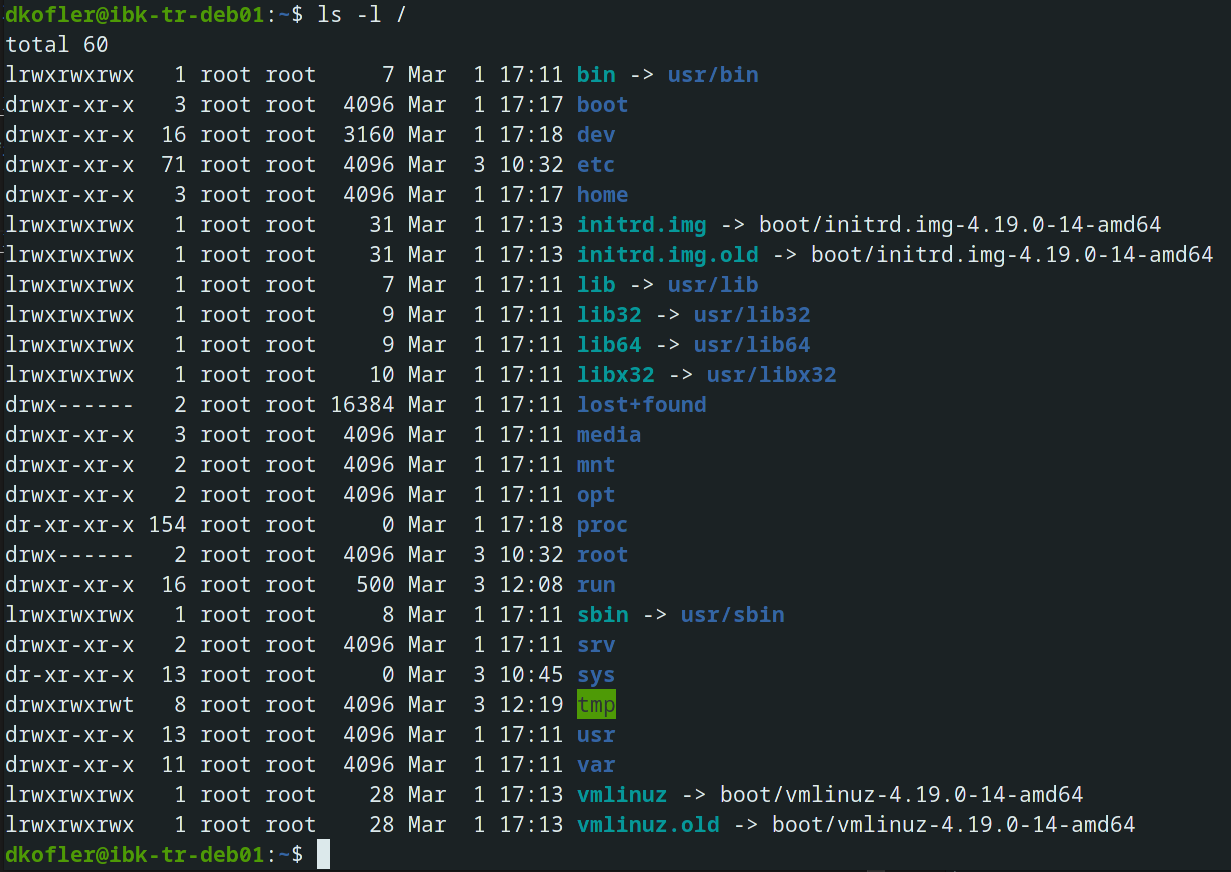 dkofler@ibk-tr-deb01:~$ ls -l /
total 60
lrwxrwxrwx   1 root root     7 Mar  1 17:11 bin -> usr/bin
drwxr-xr-x   3 root root  4096 Mar  1 17:17 boot
drwxr-xr-x  16 root root  3160 Mar  1 17:18 dev
drwxr-xr-x  71 root root  4096 Mar  3 10:32 etc
drwxr-xr-x   3 root root  4096 Mar  1 17:17 home
lrwxrwxrwx   1 root root    31 Mar  1 17:13 initrd.img -> boot/initrd.img-4.19.0-14-amd64
lrwxrwxrwx   1 root root    31 Mar  1 17:13 initrd.img.old -> boot/initrd.img-4.19.0-14-amd64
lrwxrwxrwx   1 root root     7 Mar  1 17:11 lib -> usr/lib
lrwxrwxrwx   1 root root     9 Mar  1 17:11 lib32 -> usr/lib32
lrwxrwxrwx   1 root root     9 Mar  1 17:11 lib64 -> usr/lib64
lrwxrwxrwx   1 root root    10 Mar  1 17:11 libx32 -> usr/libx32
drwx------   2 root root 16384 Mar  1 17:11 lost+found
drwxr-xr-x   3 root root  4096 Mar  1 17:11 media
drwxr-xr-x   2 root root  4096 Mar  1 17:11 mnt
drwxr-xr-x   2 root root  4096 Mar  1 17:11 opt
dr-xr-xr-x 154 root root     0 Mar  1 17:18 proc
drwx------   2 root root  4096 Mar  3 10:32 root
drwxr-xr-x  16 root root   500 Mar  3 12:08 run
lrwxrwxrwx   1 root root     8 Mar  1 17:11 sbin -> usr/sbin
drwxr-xr-x   2 root root  4096 Mar  1 17:11 srv
dr-xr-xr-x  13 root root     0 Mar  3 10:45 sys
drwxrwxrwt   8 root root  4096 Mar  3 12:19 tmp
drwxr-xr-x  13 root root  4096 Mar  1 17:11 usr
drwxr-xr-x  11 root root  4096 Mar  1 17:11 var
lrwxrwxrwx   1 root root    28 Mar  1 17:13 vmlinuz -> boot/vmlinuz-4.19.0-14-amd64
lrwxrwxrwx   1 root root    28 Mar  1 17:13 vmlinuz.old -> boot/vmlinuz-4.19.0-14-amd64
dkofler@ibk-tr-deb01:~$